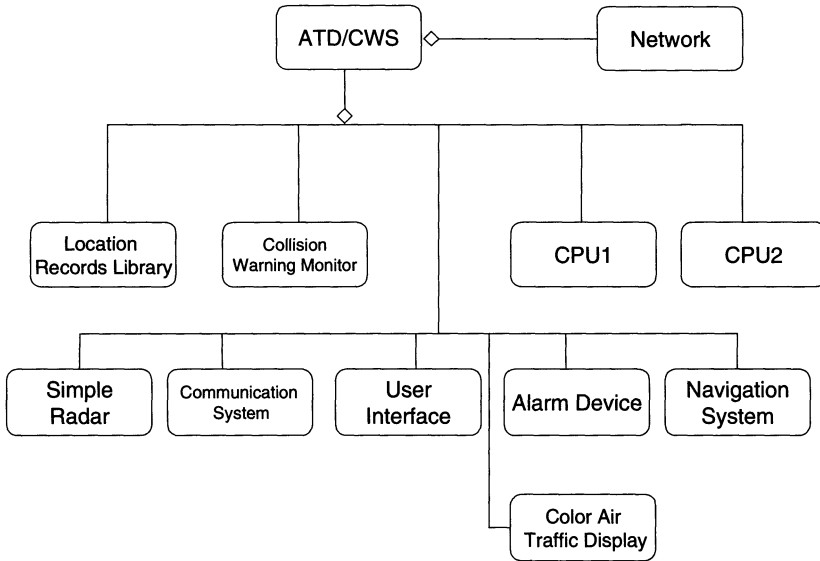 ATD/CWS
Network
Location
Records Library
Collision
Warning Monitor
CPU1
CPU2
Simple
Radar
Communication
System
User
Interface
Alarm Device
Navigation
System
Color Air
Traffic Display